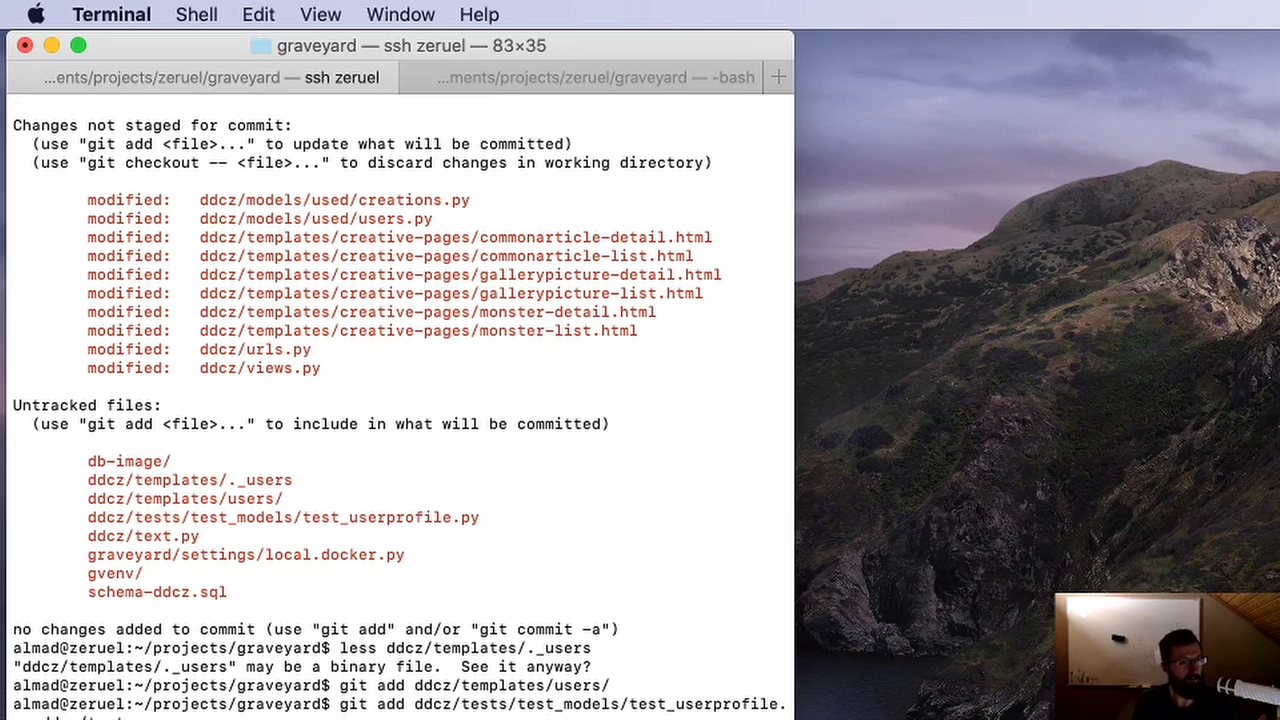 Terminal Shell Edit View Window Help
graveyard — ssh zeruel — 83×35
...ents/projects/zeruel/graveyard — ssh zeruel ...ments/projects/zeruel/graveyard — -bash +
Changes not staged for commit:
(use "git add <file>..." to update what will be committed)
(use "git checkout -- <file>..." to discard changes in working directory)
modified: ddcz/models/used/creations.py
modified: ddcz/models/used/users.py
modified: ddcz/templates/creative-pages/commonarticle-detail.html
modified: ddcz/templates/creative-pages/commonarticle-list.html
modified: ddcz/templates/creative-pages/gallerypicture-detail.html
modified: ddcz/templates/creative-pages/gallerypicture-list.html
modified: ddcz/templates/creative-pages/monster-detail.html
modified: ddcz/templates/creative-pages/monster-list.html
modified: ddcz/urls.py
modified: ddcz/views.py
Untracked files:
(use "git add <file>..." to include in what will be committed)
db-image/
ddcz/templates/._users
ddcz/templates/users/
ddcz/tests/test_models/test_userprofile.py
ddcz/text.py
graveyard/settings/local.docker.py
gvenv/
schema-ddcz.sql
no changes added to commit (use "git add" and/or "git commit -a")
almad@zeruel:~/projects/graveyard$ less ddcz/templates/._users
"ddcz/templates/._users" may be a binary file. See it anyway?
almad@zeruel:~/projects/graveyard$ git add ddcz/templates/users/
almad@zeruel:~/projects/graveyard$ git add ddcz/tests/test_models/test_userprofile.